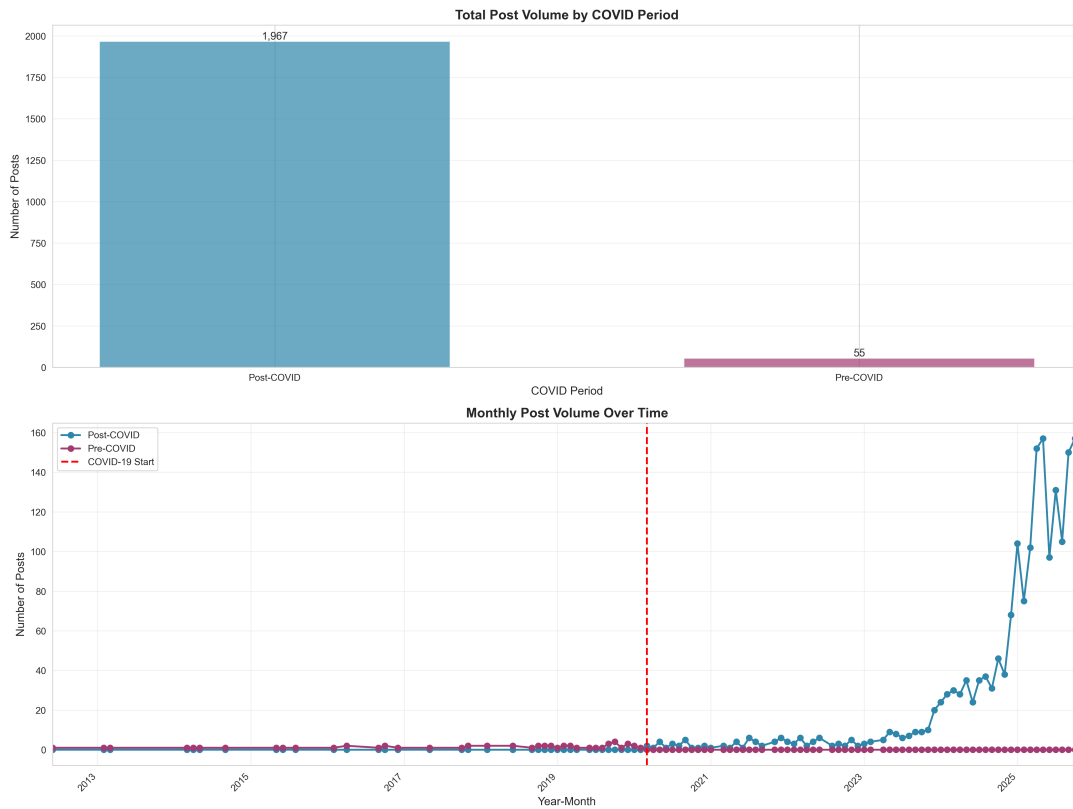 Total Post Volume by COVID Period
2000
1750
1500
1250
1000
750
500
250
0
Number of Posts
1,967
55
Post-COVID
Pre-COVID
COVID Period
Monthly Post Volume Over Time
160
140
120
100
80
60
40
20
0
Number of Posts
Post-COVID
Pre-COVID
COVID-19 Start
2013
2015
2017
2019
2021
2023
2025
Year-Month